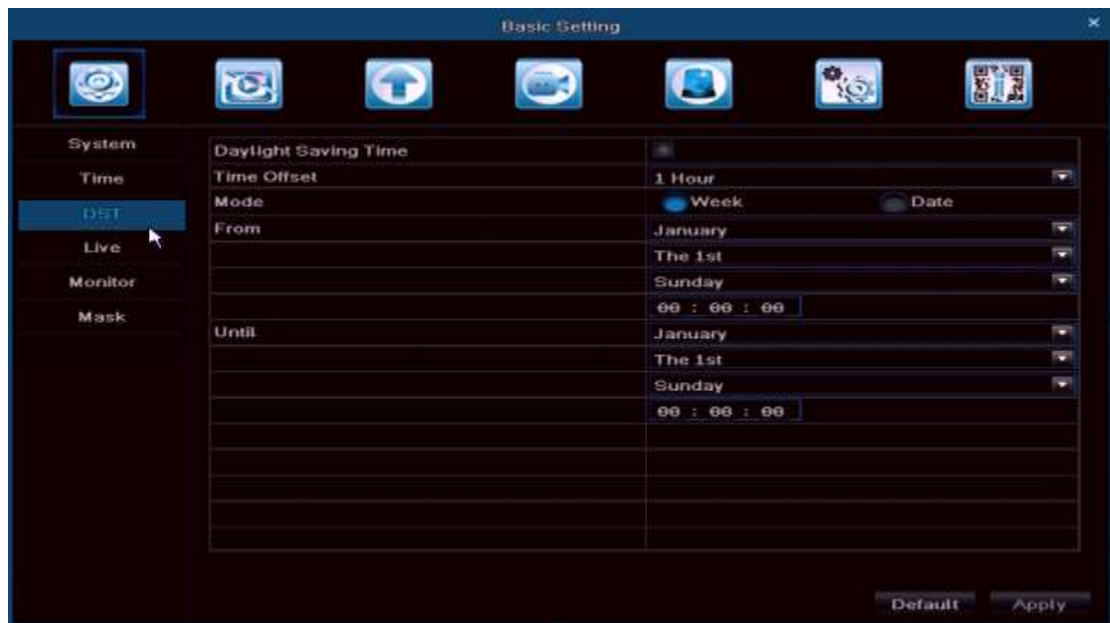 Basic Setting
System
Time
DST
Live
Monitor
Mask
Daylight Saving Time
Time Offset 1 Hour
Mode Week Date
From January
The 1st
Sunday
00 : 00 : 00
Until January
The 1st
Sunday
00 : 00 : 00
Default Apply